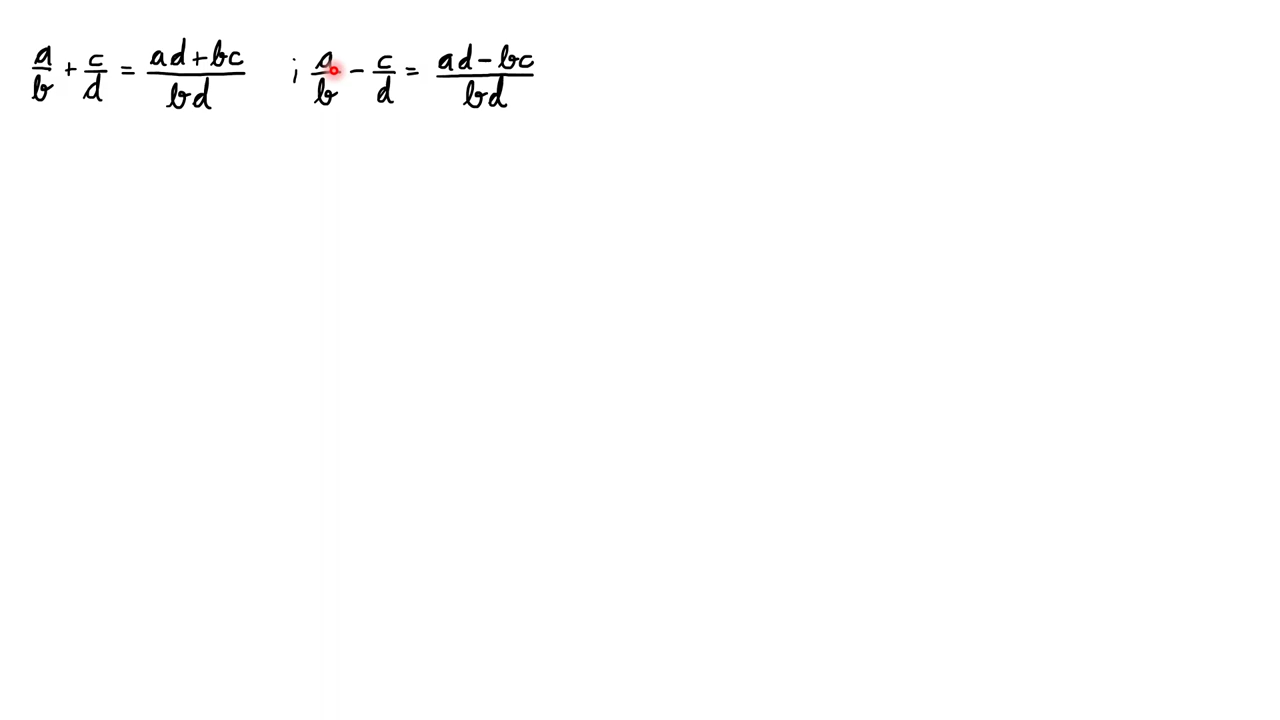 a/b + c/d = (ad+bc)/(bd) ; a/b − c/d = (ad−bc)/(bd)